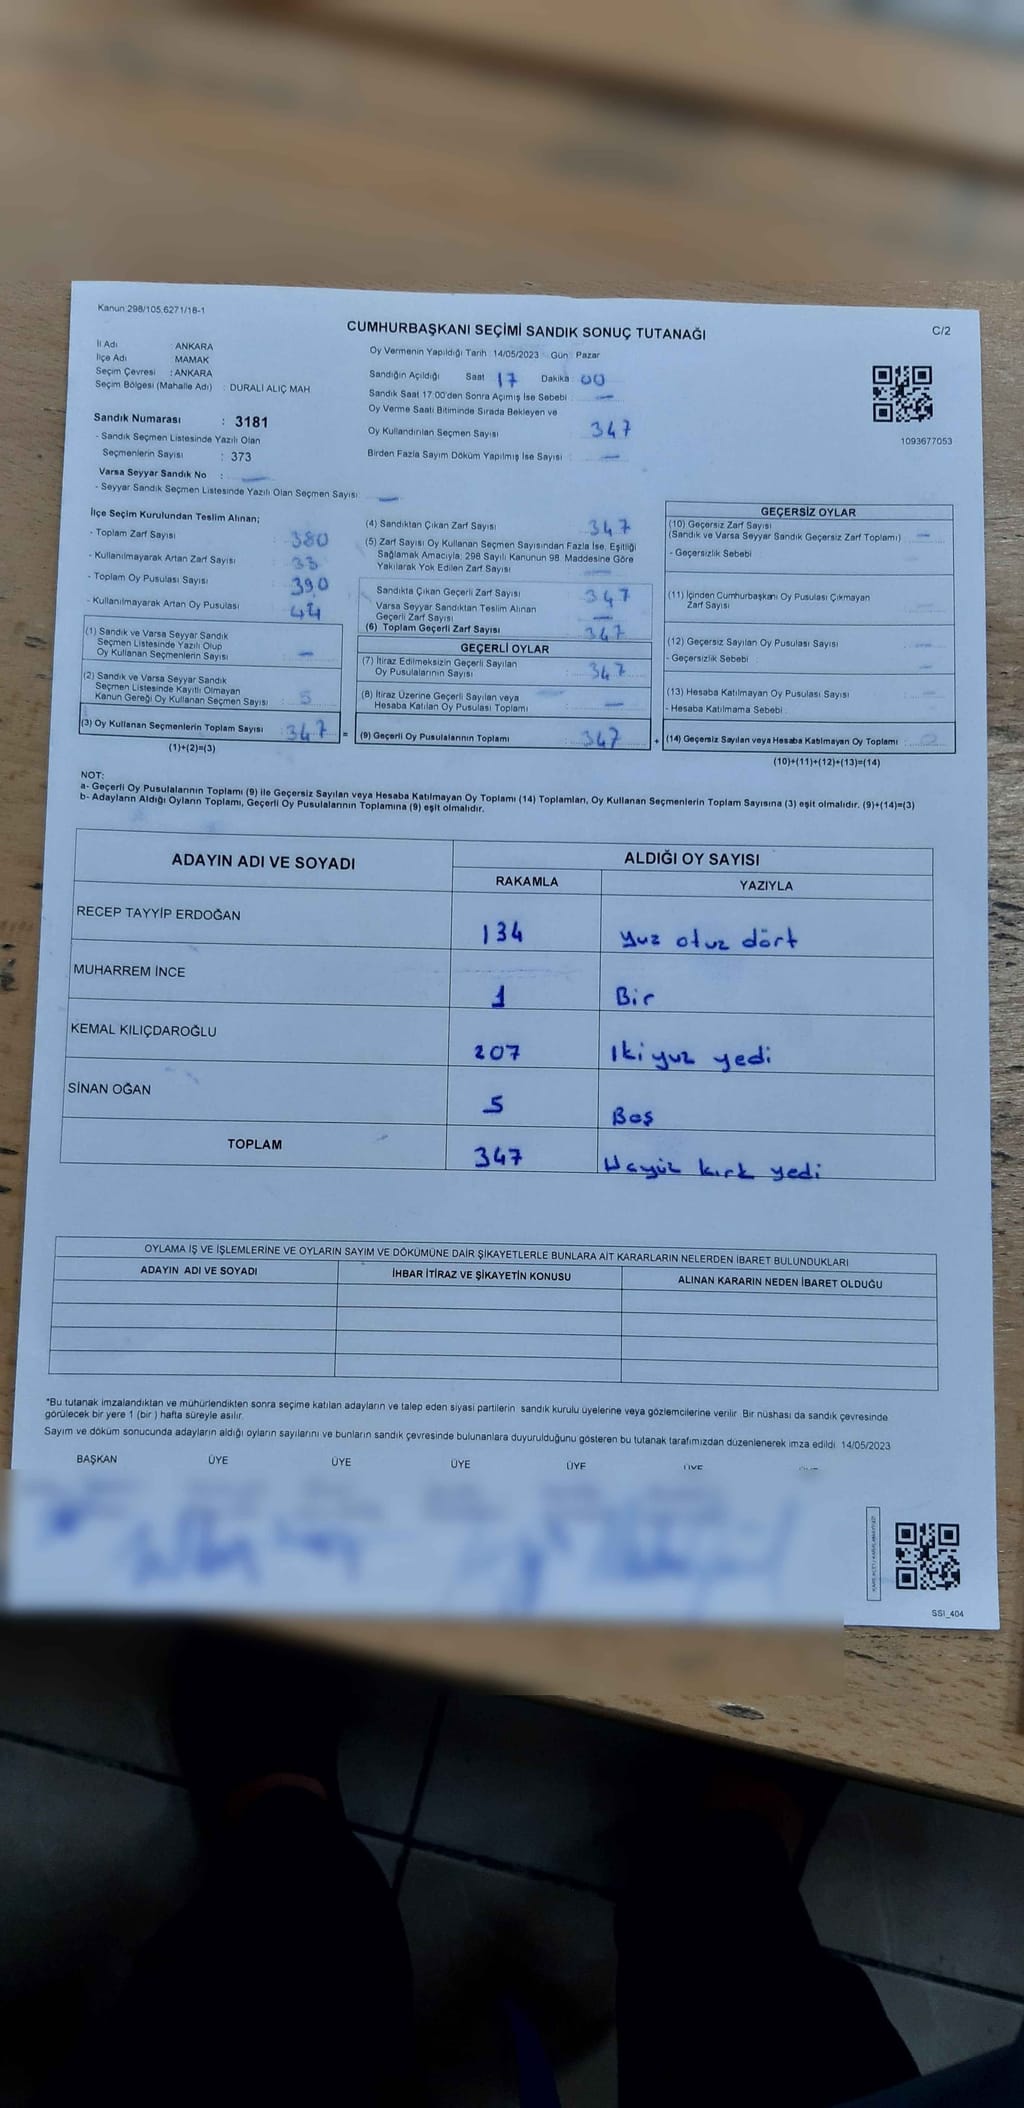 Kanun:298/105,6271/18-1
CUMHURBAŞKANI SEÇİMİ SANDIK SONUÇ TUTANAĞI
C/2
İl Adı : ANKARA
İlçe Adı : MAMAK
Seçim Çevresi : ANKARA
Seçim Bölgesi (Mahalle Adı) : DURALİ ALIÇ MAH
Sandık Numarası : 3181
- Sandık Seçmen Listesinde Yazılı Olan
Seçmenlerin Sayısı : 373
Varsa Seyyar Sandık No : —
- Seyyar Sandık Seçmen Listesinde Yazılı Olan Seçmen Sayısı: —
Oy Vermenin Yapıldığı Tarih : 14/05/2023 Gün : Pazar
Sandığın Açıldığı Saat 17 Dakika 00
Sandık Saat 17.00'den Sonra Açımış İse Sebebi : —
Oy Verme Saati Bitiminde Sırada Bekleyen ve
Oy Kullandırılan Seçmen Sayısı : 347
Birden Fazla Sayım Döküm Yapılmış İse Sayısı : —
1093677053
İlçe Seçim Kurulundan Teslim Alınan;
- Toplam Zarf Sayısı : 380
- Kullanılmayarak Artan Zarf Sayısı : 33
- Toplam Oy Pusulası Sayısı : 390
- Kullanılmayarak Artan Oy Pusulası : 44
(1) Sandık ve Varsa Seyyar Sandık
Seçmen Listesinde Yazılı Olup
Oy Kullanan Seçmenlerin Sayısı : —
(2) Sandık ve Varsa Seyyar Sandık
Seçmen Listesinde Kayıtlı Olmayan
Kanun Gereği Oy Kullanan Seçmen Sayısı : 5
(3) Oy Kullanan Seçmenlerin Toplam Sayısı : 347 =
(1)+(2)=(3)
(4) Sandıktan Çıkan Zarf Sayısı : 347
(5) Zarf Sayısı Oy Kullanan Seçmen Sayısından Fazla İse, Eşitliği
Sağlamak Amacıyla; 298 Sayılı Kanunun 98. Maddesine Göre
Yakılarak Yok Edilen Zarf Sayısı : —
Sandıkta Çıkan Geçerli Zarf Sayısı : 347
Varsa Seyyar Sandıktan Teslim Alınan
Geçerli Zarf Sayısı : —
(6) Toplam Geçerli Zarf Sayısı : 347
GEÇERLİ OYLAR
(7) İtiraz Edilmeksizin Geçerli Sayılan
Oy Pusulalarının Sayısı : 347
(8) İtiraz Üzerine Geçerli Sayılan veya
Hesaba Katılan Oy Pusulası Toplamı : —
(9) Geçerli Oy Pusulalarının Toplamı : 347 +
GEÇERSİZ OYLAR
(10) Geçersiz Zarf Sayısı
(Sandık ve Varsa Seyyar Sandık Geçersiz Zarf Toplamı) : —
- Geçersizlik Sebebi :
(11) İçinden Cumhurbaşkanı Oy Pusulası Çıkmayan
Zarf Sayısı : —
(12) Geçersiz Sayılan Oy Pusulası Sayısı : —
- Geçersizlik Sebebi : —
(13) Hesaba Katılmayan Oy Pusulası Sayısı : —
- Hesaba Katılmama Sebebi :
(14) Geçersiz Sayılan veya Hesaba Katılmayan Oy Toplamı :
(10)+(11)+(12)+(13)=(14)
NOT:
a- Geçerli Oy Pusulalarının Toplamı (9) ile Geçersiz Sayılan veya Hesaba Katılmayan Oy Toplamı (14) Toplamları, Oy Kullanan Seçmenlerin Toplam Sayısına (3) eşit olmalıdır. (9)+(14)=(3)
b- Adayların Aldığı Oyların Toplamı, Geçerli Oy Pusulalarının Toplamına (9) eşit olmalıdır.
ADAYIN ADI VE SOYADI
ALDIĞI OY SAYISI
RAKAMLA YAZIYLA
RECEP TAYYİP ERDOĞAN 134 yuz otuz dört
MUHARREM İNCE 1 Bir
KEMAL KILIÇDAROĞLU 207 Iki yuz yedi
SİNAN OĞAN 5 Beş
TOPLAM 347 kırk yedi
OYLAMA İŞ VE İŞLEMLERİNE VE OYLARIN SAYIM VE DÖKÜMÜNE DAİR ŞİKAYETLERLE BUNLARA AİT KARARLARIN NELERDEN İBARET BULUNDUKLARI
ADAYIN ADI VE SOYADI İHBAR İTİRAZ VE ŞİKAYETİN KONUSU ALINAN KARARIN NEDEN İBARET OLDUĞU
*Bu tutanak imzalandıktan ve mühürlendikten sonra seçime katılan adayların ve talep eden siyasi partilerin sandık kurulu üyelerine veya gözlemcilerine verilir. Bir nüshası da sandık çevresinde
görülecek bir yere 1 (bir ) hafta süreyle asılır.
Sayım ve döküm sonucunda adayların aldığı oyların sayılarını ve bunların sandık çevresinde bulunanlara duyurulduğunu gösteren bu tutanak tarafımızdan düzenlenerek imza edildi. 14/05/2023
BAŞKAN ÜYE ÜYE ÜYE ÜYE ÜYE
SSI_404